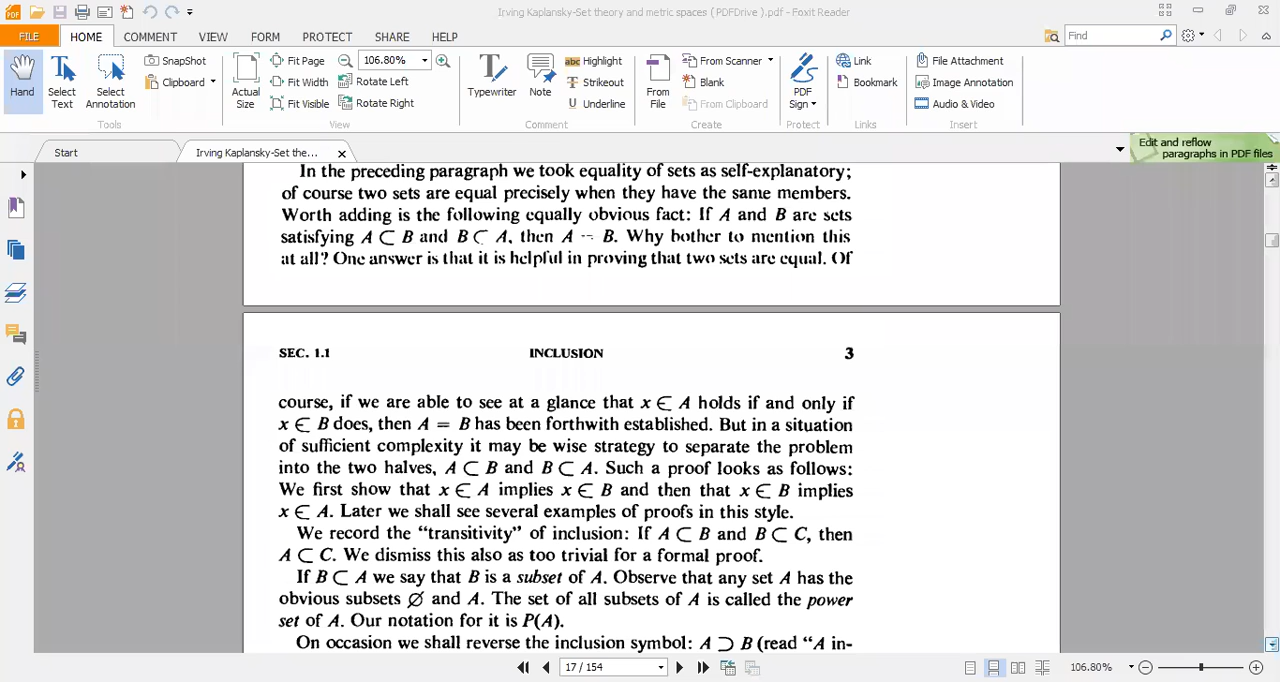 Irving Kaplansky-Set theory and metric spaces ( PDFDrive ).pdf - Foxit Reader
FILE HOME COMMENT VIEW FORM PROTECT SHARE HELP Find
Hand Select Text Select Annotation SnapShot Clipboard Tools
Actual Size Fit Page Fit Width Fit Visible 106.80% Rotate Left Rotate Right View
Typewriter Note Highlight Strikeout Underline Comment
From File From Scanner Blank From Clipboard Create
PDF Sign Protect
Link Bookmark Links
File Attachment Image Annotation Audio & Video Insert
Start Irving Kaplansky-Set the...
Edit and reflow
paragraphs in PDF files
In the preceding paragraph we took equality of sets as self-explanatory;
of course two sets are equal precisely when they have the same members.
Worth adding is the following equally obvious fact: If A and B are sets
satisfying A ⊂ B and B ⊂ A, then A = B. Why bother to mention this
at all? One answer is that it is helpful in proving that two sets are equal. Of
SEC. 1.1 INCLUSION 3
course, if we are able to see at a glance that x ∈ A holds if and only if
x ∈ B does, then A = B has been forthwith established. But in a situation
of sufficient complexity it may be wise strategy to separate the problem
into the two halves, A ⊂ B and B ⊂ A. Such a proof looks as follows:
We first show that x ∈ A implies x ∈ B and then that x ∈ B implies
x ∈ A. Later we shall see several examples of proofs in this style.
We record the “transitivity” of inclusion: If A ⊂ B and B ⊂ C, then
A ⊂ C. We dismiss this also as too trivial for a formal proof.
If B ⊂ A we say that B is a subset of A. Observe that any set A has the
obvious subsets ∅ and A. The set of all subsets of A is called the power
set of A. Our notation for it is P(A).
On occasion we shall reverse the inclusion symbol: A ⊃ B (read “A in-
17 / 154 106.80%